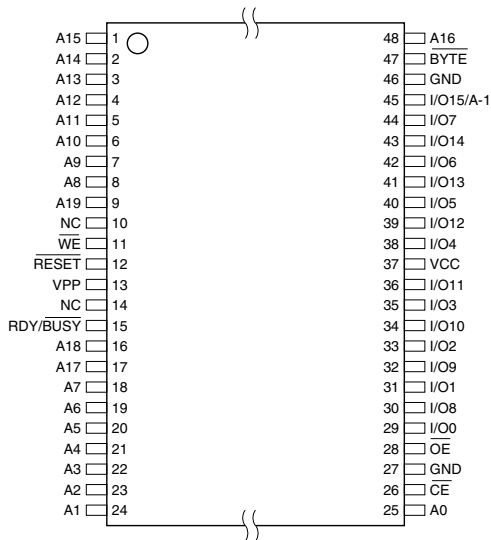 A15 1 48 A16
A14 2 47 BYTE
A13 3 46 GND
A12 4 45 I/O15/A-1
A11 5 44 I/O7
A10 6 43 I/O14
A9 7 42 I/O6
A8 8 41 I/O13
A19 9 40 I/O5
NC 10 39 I/O12
WE 11 38 I/O4
RESET 12 37 VCC
VPP 13 36 I/O11
NC 14 35 I/O3
RDY/BUSY 15 34 I/O10
A18 16 33 I/O2
A17 17 32 I/O9
A7 18 31 I/O1
A6 19 30 I/O8
A5 20 29 I/O0
A4 21 28 OE
A3 22 27 GND
A2 23 26 CE
A1 24 25 A0